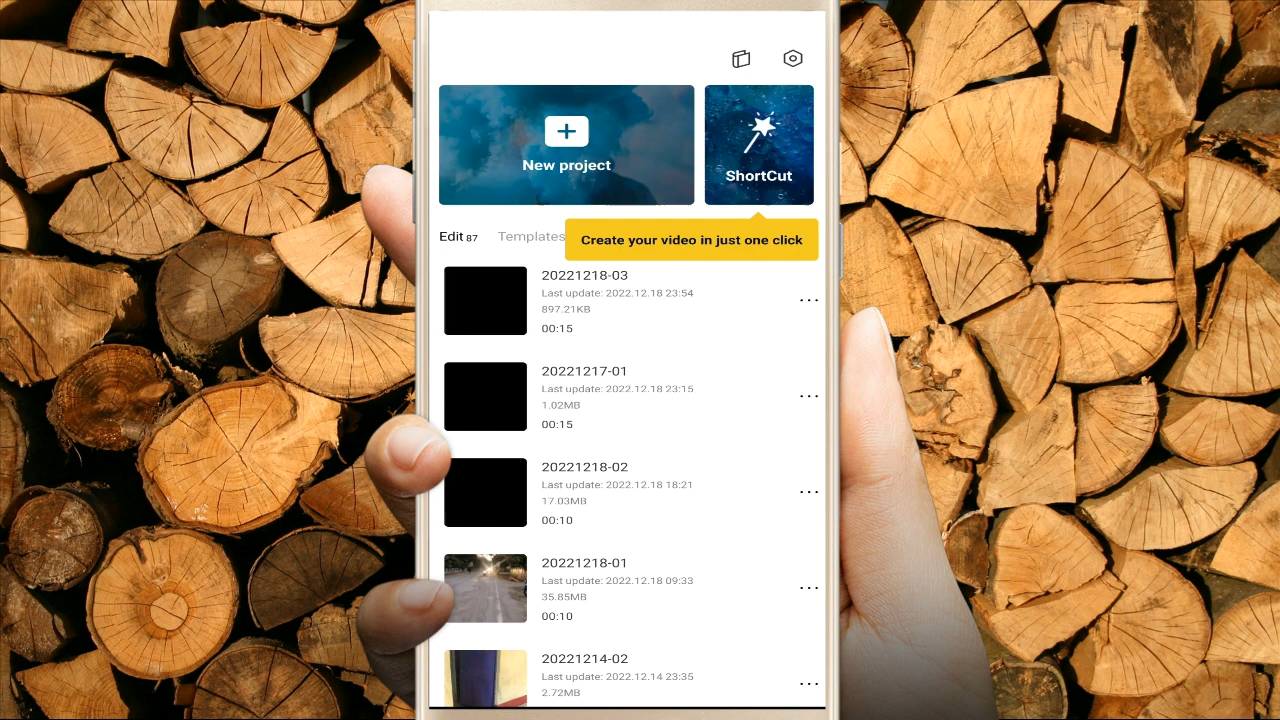 New project
ShortCut
Edit 87
Templates
Create your video in just one click
20221218-03
Last update: 2022.12.18 23:54
897.21KB
00:15
20221217-01
Last update: 2022.12.18 23:15
1.02MB
00:15
20221218-02
Last update: 2022.12.18 18:21
17.03MB
00:10
20221218-01
Last update: 2022.12.18 09:33
35.85MB
00:10
20221214-02
Last update: 2022.12.14 23:35
2.72MB